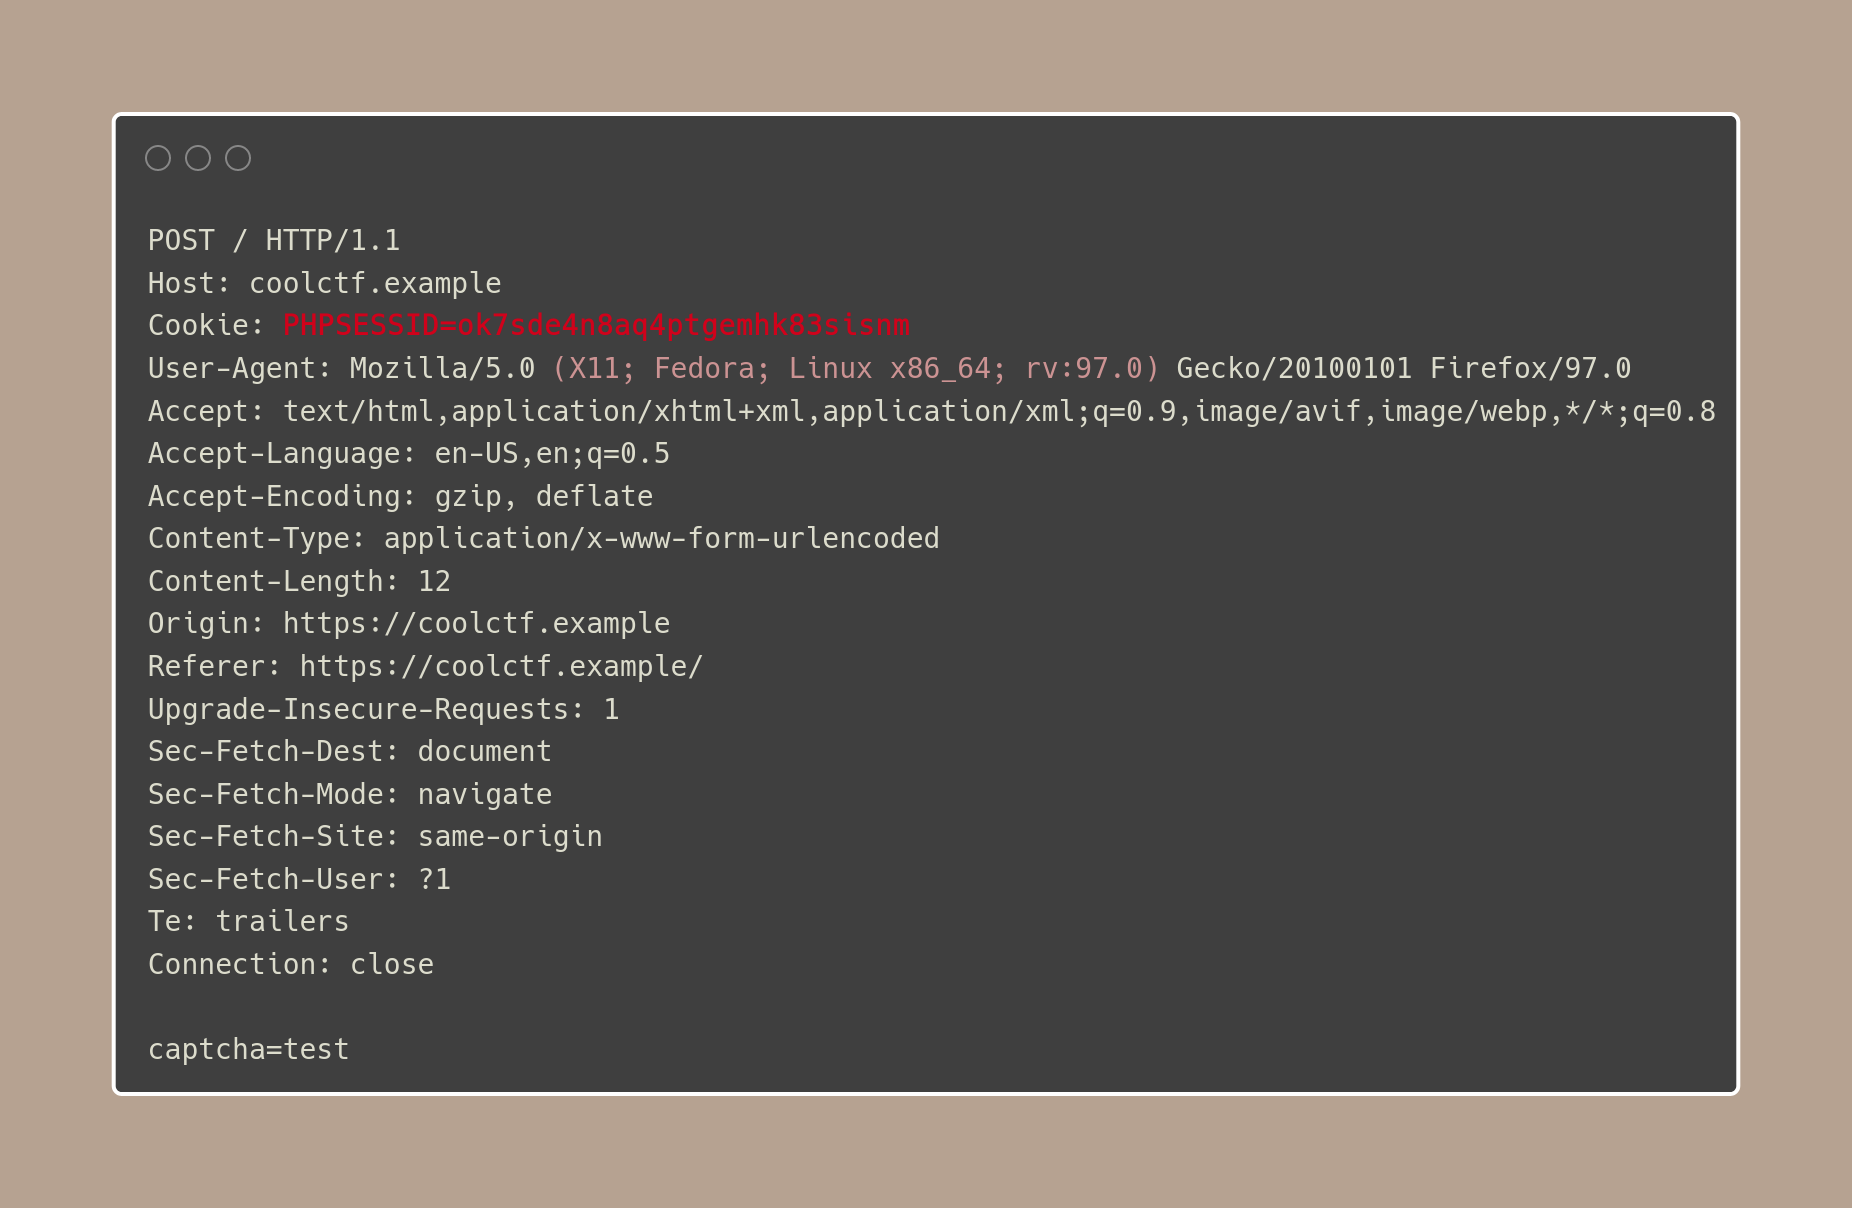 POST / HTTP/1.1
Host: coolctf.example
Cookie: PHPSESSID=ok7sde4n8aq4ptgemhk83sisnm
User-Agent: Mozilla/5.0 (X11; Fedora; Linux x86_64; rv:97.0) Gecko/20100101 Firefox/97.0
Accept: text/html,application/xhtml+xml,application/xml;q=0.9,image/avif,image/webp,*/*;q=0.8
Accept-Language: en-US,en;q=0.5
Accept-Encoding: gzip, deflate
Content-Type: application/x-www-form-urlencoded
Content-Length: 12
Origin: https://coolctf.example
Referer: https://coolctf.example/
Upgrade-Insecure-Requests: 1
Sec-Fetch-Dest: document
Sec-Fetch-Mode: navigate
Sec-Fetch-Site: same-origin
Sec-Fetch-User: ?1
Te: trailers
Connection: close

captcha=test